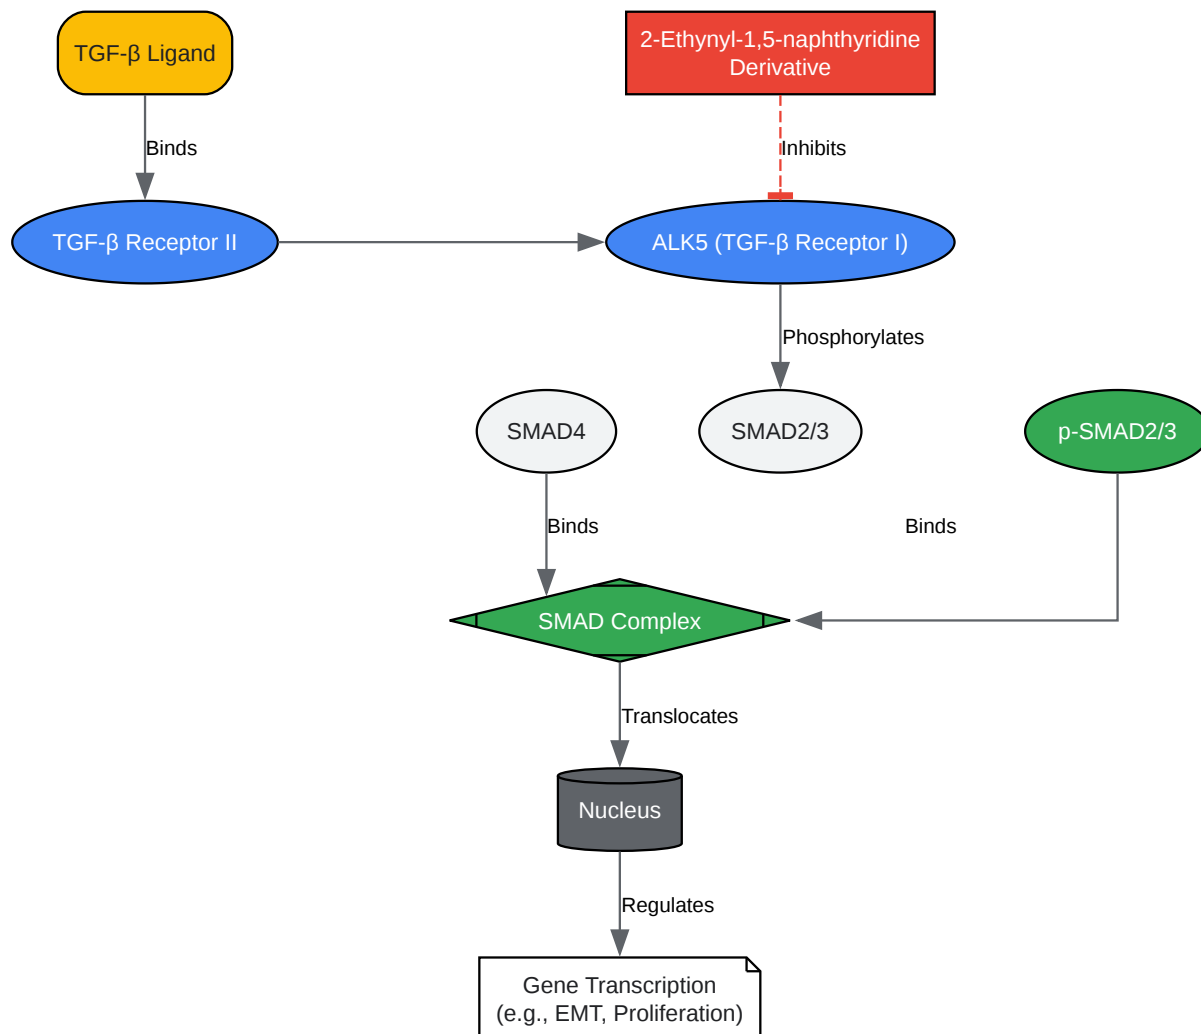 TGF-β Ligand
2-Ethynyl-1,5-naphthyridine
Derivative
Binds
Inhibits
TGF-β Receptor II
ALK5 (TGF-β Receptor I)
Phosphorylates
SMAD4
SMAD2/3
p-SMAD2/3
Binds
Binds
SMAD Complex
Translocates
Nucleus
Regulates
Gene Transcription
(e.g., EMT, Proliferation)